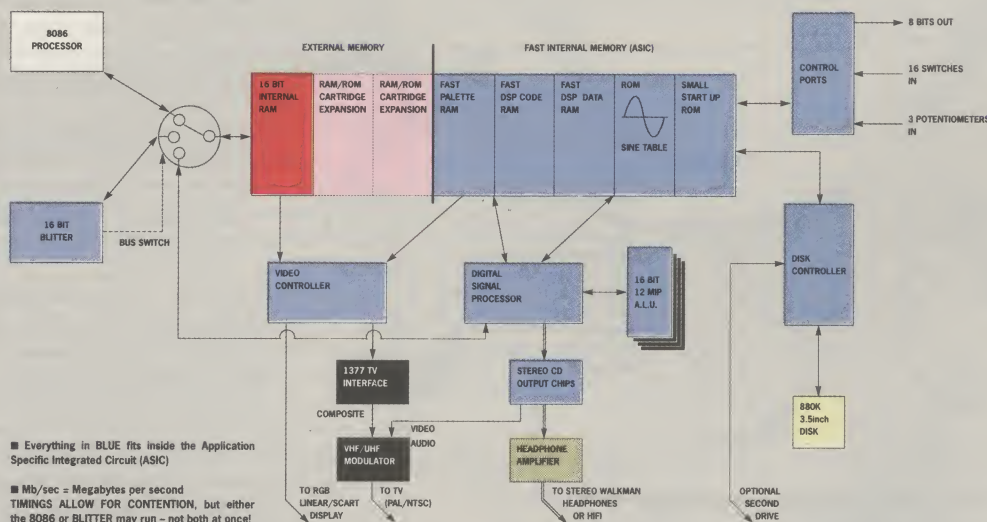 8086
PROCESSOR
EXTERNAL MEMORY
FAST INTERNAL MEMORY (ASIC)
16 BIT
INTERNAL
RAM
RAM/ROM
CARTRIDGE
EXPANSION
RAM/ROM
CARTRIDGE
EXPANSION
FAST
PALETTE
RAM
FAST
DSP CODE
RAM
FAST
DSP DATA
RAM
ROM
SINE TABLE
SMALL
START UP
ROM
CONTROL
PORTS
8 BITS OUT
16 SWITCHES
IN
3 POTENTIOMETERS
IN
16 BIT
BLITTER
BUS SWITCH
VIDEO
CONTROLLER
DIGITAL
SIGNAL
PROCESSOR
16 BIT
12 MIP
A.L.U.
DISK
CONTROLLER
1377 TV
INTERFACE
STEREO CD
OUTPUT CHIPS
880K
3.5inch
DISK
COMPOSITE
VIDEO
AUDIO
VHF/UHF
MODULATOR
HEADPHONE
AMPLIFIER
TO RGB
LINEAR/SCART
DISPLAY
TO TV
(PAL/NTSC)
TO STEREO WALKMAN
HEADPHONES
OR HIFI
OPTIONAL
SECOND
DRIVE
■ Everything in BLUE fits inside the Application
Specific Integrated Circuit (ASIC)
■ Mb/sec = Megabytes per second
TIMINGS ALLOW FOR CONTENTION, but either
the 8086 or BLITTER may run – not both at once!